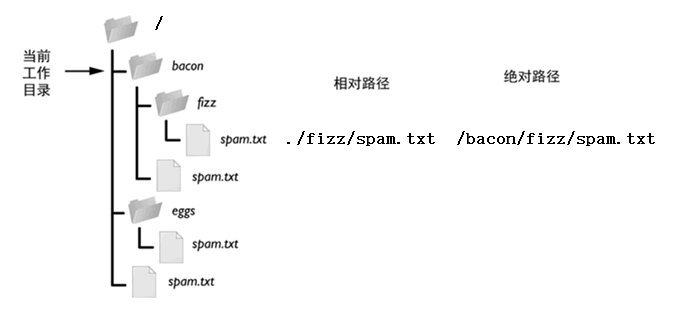 /
当前
工作
目录
bacon
相对路径
绝对路径
fizz
spam.txt
./fizz/spam.txt
/bacon/fizz/spam.txt
spam.txt
eggs
spam.txt
spam.txt